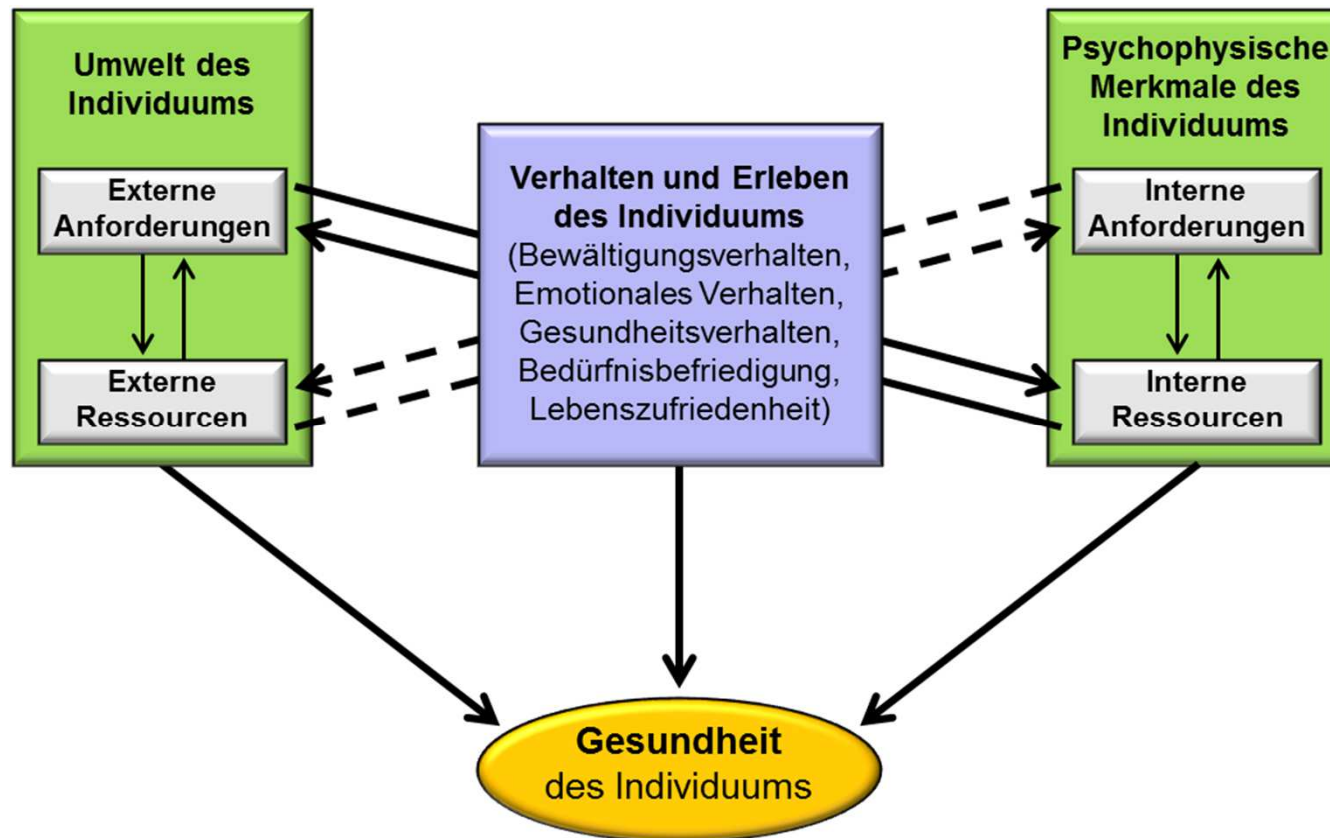 Umwelt des
Individuums
Externe
Anforderungen
Externe
Ressourcen
Verhalten und Erleben
des Individuums
(Bewältigungsverhalten,
Emotionales Verhalten,
Gesundheitsverhalten,
Bedürfnisbefriedigung,
Lebenszufriedenheit)
Psychophysische
Merkmale des
Individuums
Interne
Anforderungen
Interne
Ressourcen
Gesundheit
des Individuums